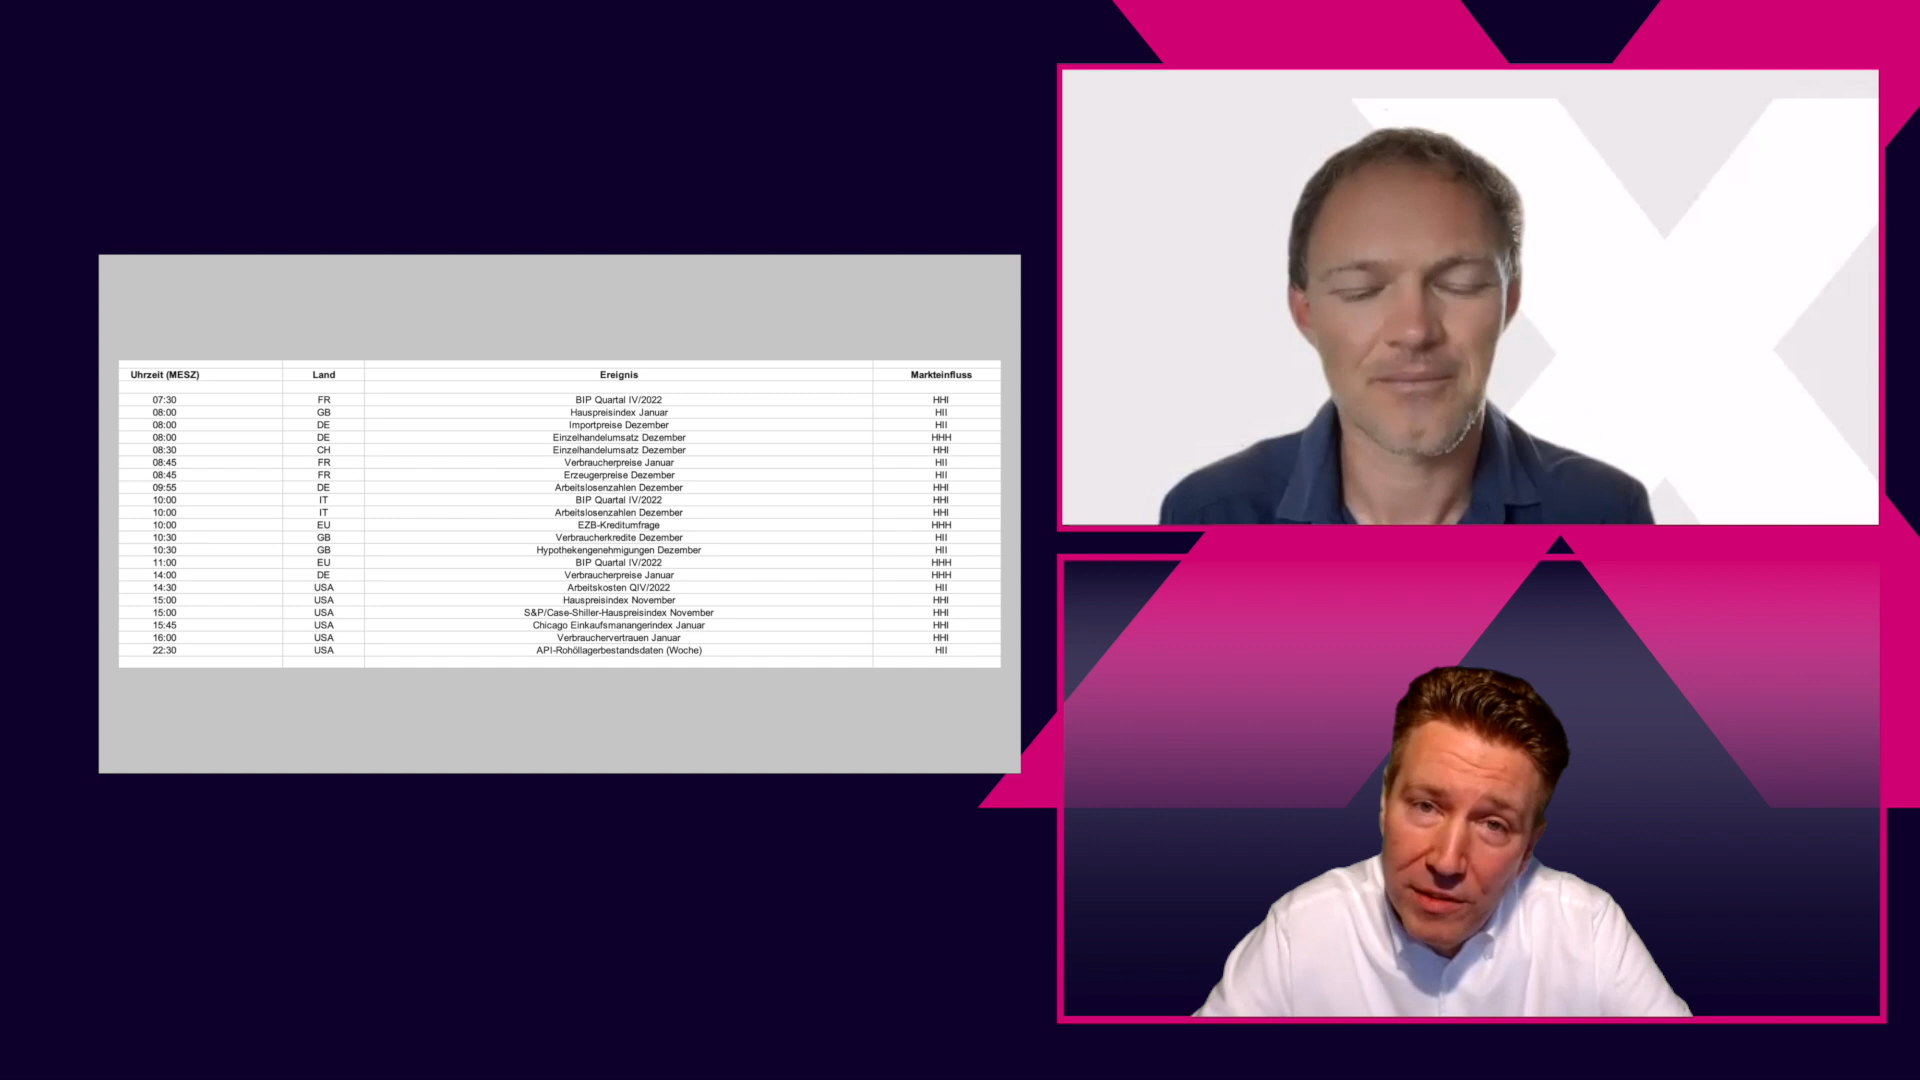 Uhrzeit (MESZ) Land Ereignis Markteinfluss
07:30 FR BIP Quartal IV/2022 HHI
08:00 GB Hauspreisindex Januar HII
08:00 DE Importpreise Dezember HII
08:00 DE Einzelhandelumsatz Dezember HHH
08:30 CH Einzelhandelumsatz Dezember HHI
08:45 FR Verbraucherpreise Januar HII
08:45 FR Erzeugerpreise Dezember HII
09:55 DE Arbeitslosenzahlen Dezember HHI
10:00 IT BIP Quartal IV/2022 HHI
10:00 IT Arbeitslosenzahlen Dezember HHI
10:00 EU EZB-Kreditumfrage HHH
10:30 GB Verbraucherkredite Dezember HII
10:30 GB Hypothekengenehmigungen Dezember HII
11:00 EU BIP Quartal IV/2022 HHH
14:00 DE Verbraucherpreise Januar HHH
14:30 USA Arbeitskosten QIV/2022 HII
15:00 USA Hauspreisindex November HHI
15:00 USA S&P/Case-Shiller-Hauspreisindex November HHI
15:45 USA Chicago Einkaufsmanangerindex Januar HHI
16:00 USA Verbrauchervertrauen Januar HHI
22:30 USA API-Rohöllagerbestandsdaten (Woche) HII